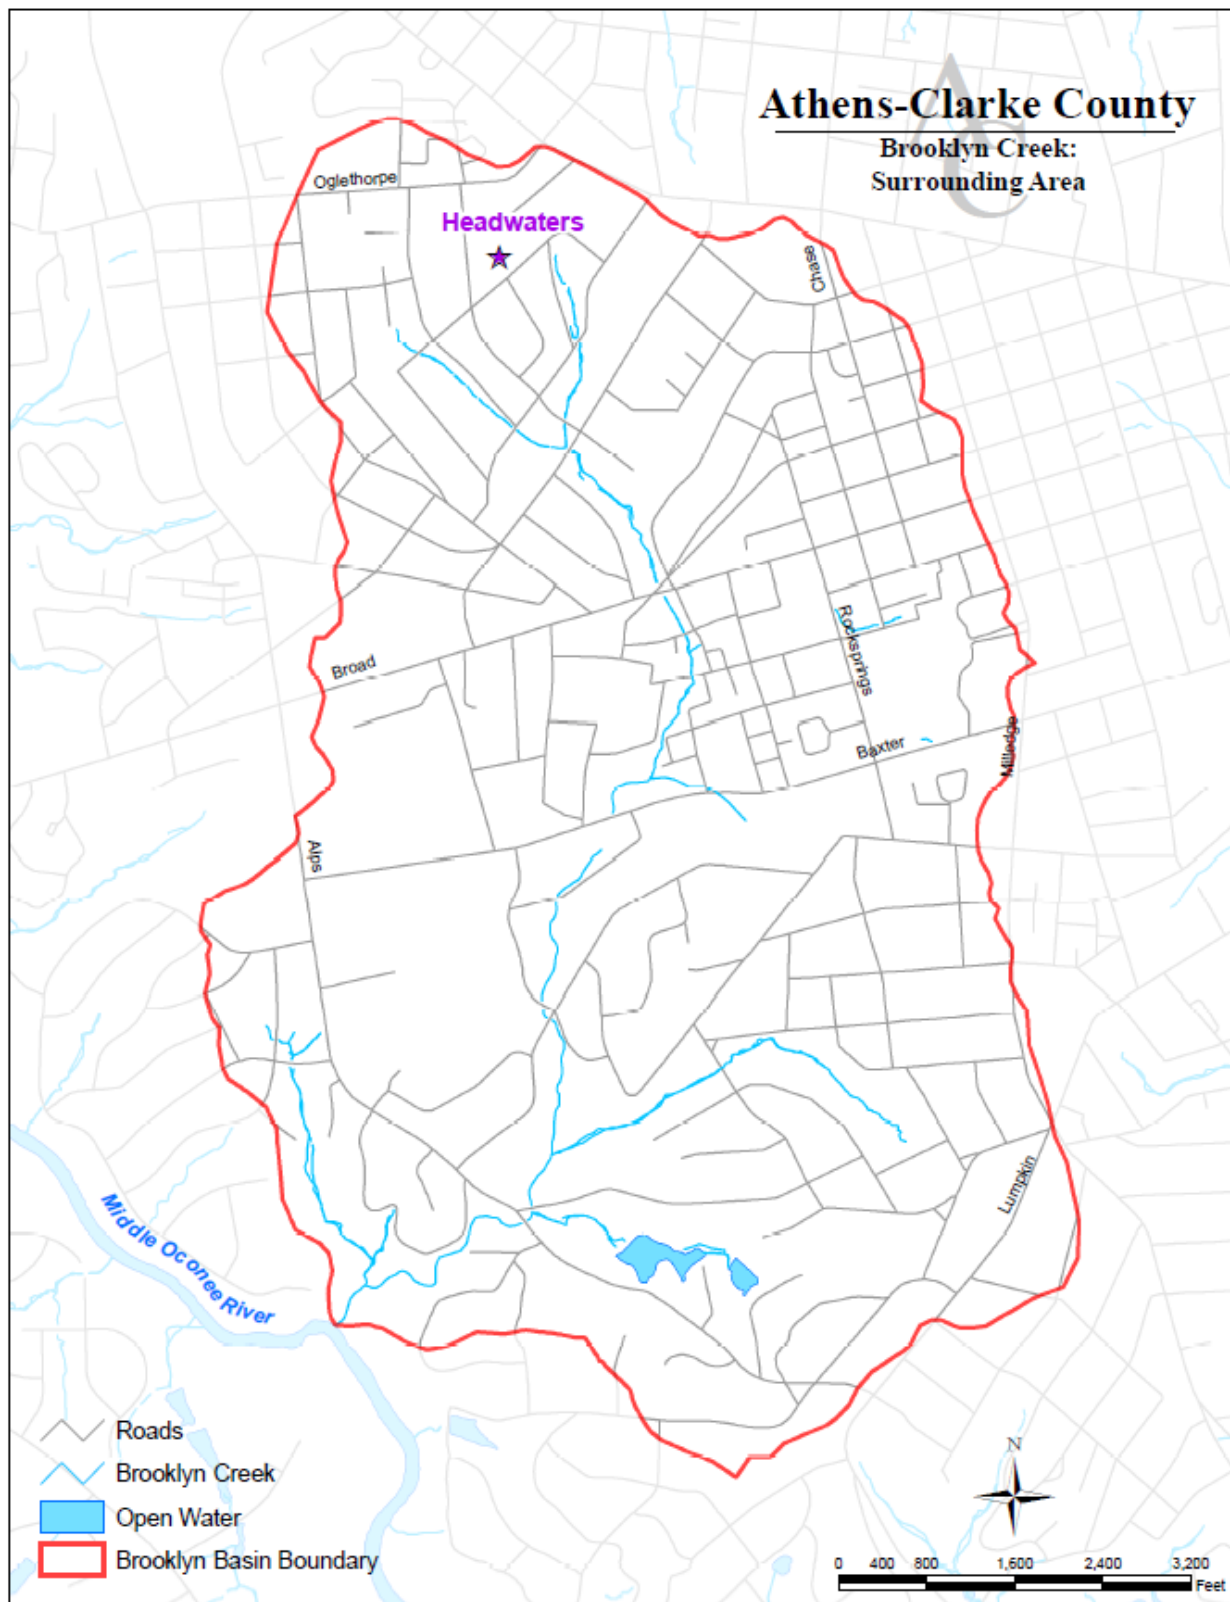 AC
Athens-Clarke County
Brooklyn Creek:
Surrounding Area
Oglethorpe
Headwaters
Chase
Rocksprings
Broad
Baxter
Milledge
Alps
Lumpkin
Middle Oconee River
Roads
Brooklyn Creek
Open Water
Brooklyn Basin Boundary
N
0 400 800 1,600 2,400 3,200
Feet